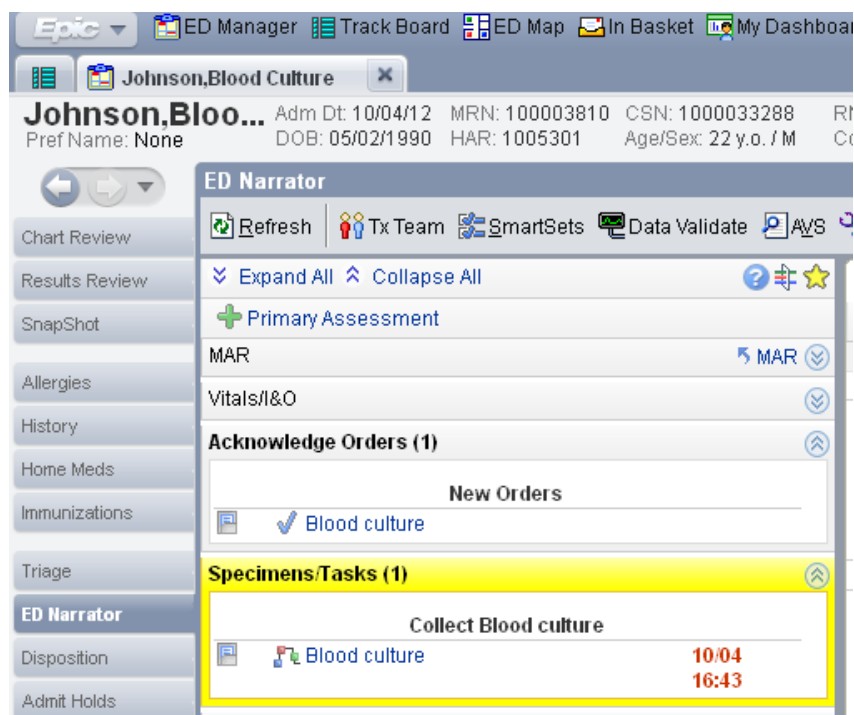 Epic ED Manager Track Board ED Map In Basket My Dashboar
Johnson,Blood Culture
Johnson,Bloo... Adm Dt: 10/04/12 MRN: 100003810 CSN: 1000033288
Pref Name: None DOB: 05/02/1990 HAR: 1005301 Age/Sex: 22 y.o. / M
ED Narrator
Refresh Tx Team SmartSets Data Validate AVS
Chart Review
Results Review
SnapShot
Allergies
History
Home Meds
Immunizations
Triage
ED Narrator
Disposition
Admit Holds
Expand All Collapse All
Primary Assessment
MAR MAR
Vitals/I&O
Acknowledge Orders (1)
New Orders
Blood culture
Specimens/Tasks (1)
Collect Blood culture
Blood culture 10/04
16:43